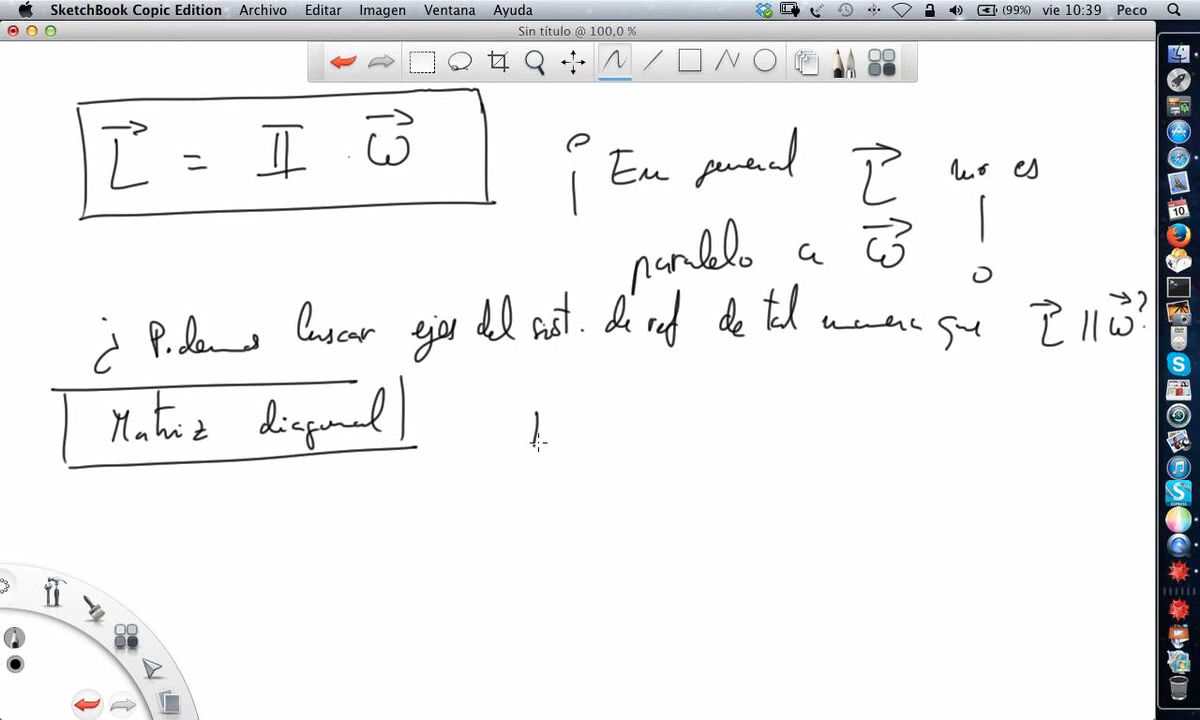 SketchBook Copic Edition Archivo Editar Imagen Ventana Ayuda (99%) vie 10:39 Peco
Sin título @ 100,0 %
L⃗ = 𝕀 · ω⃗
¡ En general L⃗ no es
paralelo a ω⃗ !
¿ Podemos buscar ejes del sist. de ref de tal manera que L⃗ || ω⃗ ?
Matriz diagonal